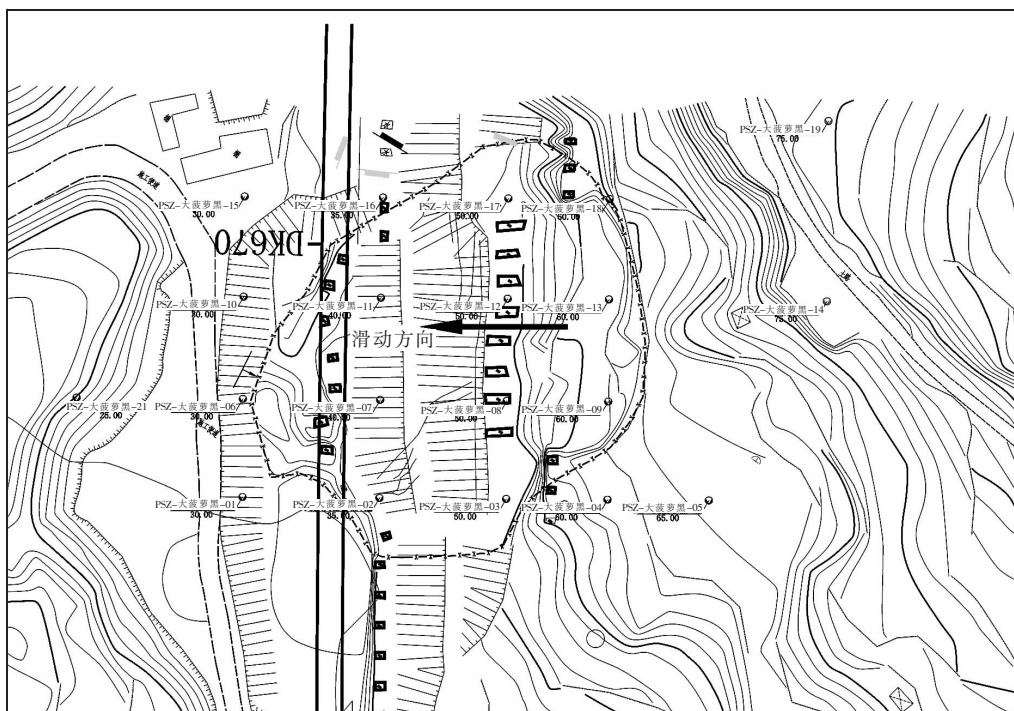 PSZ-大菠萝黑-19
75.00
施工便道
PSZ-大菠萝黑-15
30.00
PSZ-大菠萝黑-16
35.00
PSZ-大菠萝黑-17
50.00
PSZ-大菠萝黑-18
60.00
DK670
土路
PSZ-大菠萝黑-10
30.00
PSZ-大菠萝黑-11
40.00
PSZ-大菠萝黑-12
50.00
PSZ-大菠萝黑-13
60.00
PSZ-大菠萝黑-14
75.00
滑动方向
PSZ-大菠萝黑-21
25.00
PSZ-大菠萝黑-06
30.00
PSZ-大菠萝黑-07
40.00
PSZ-大菠萝黑-08
50.00
PSZ-大菠萝黑-09
60.00
施工便道
PSZ-大菠萝黑-01
30.00
PSZ-大菠萝黑-02
35.00
PSZ-大菠萝黑-03
50.00
PSZ-大菠萝黑-04
60.00
PSZ-大菠萝黑-05
65.00